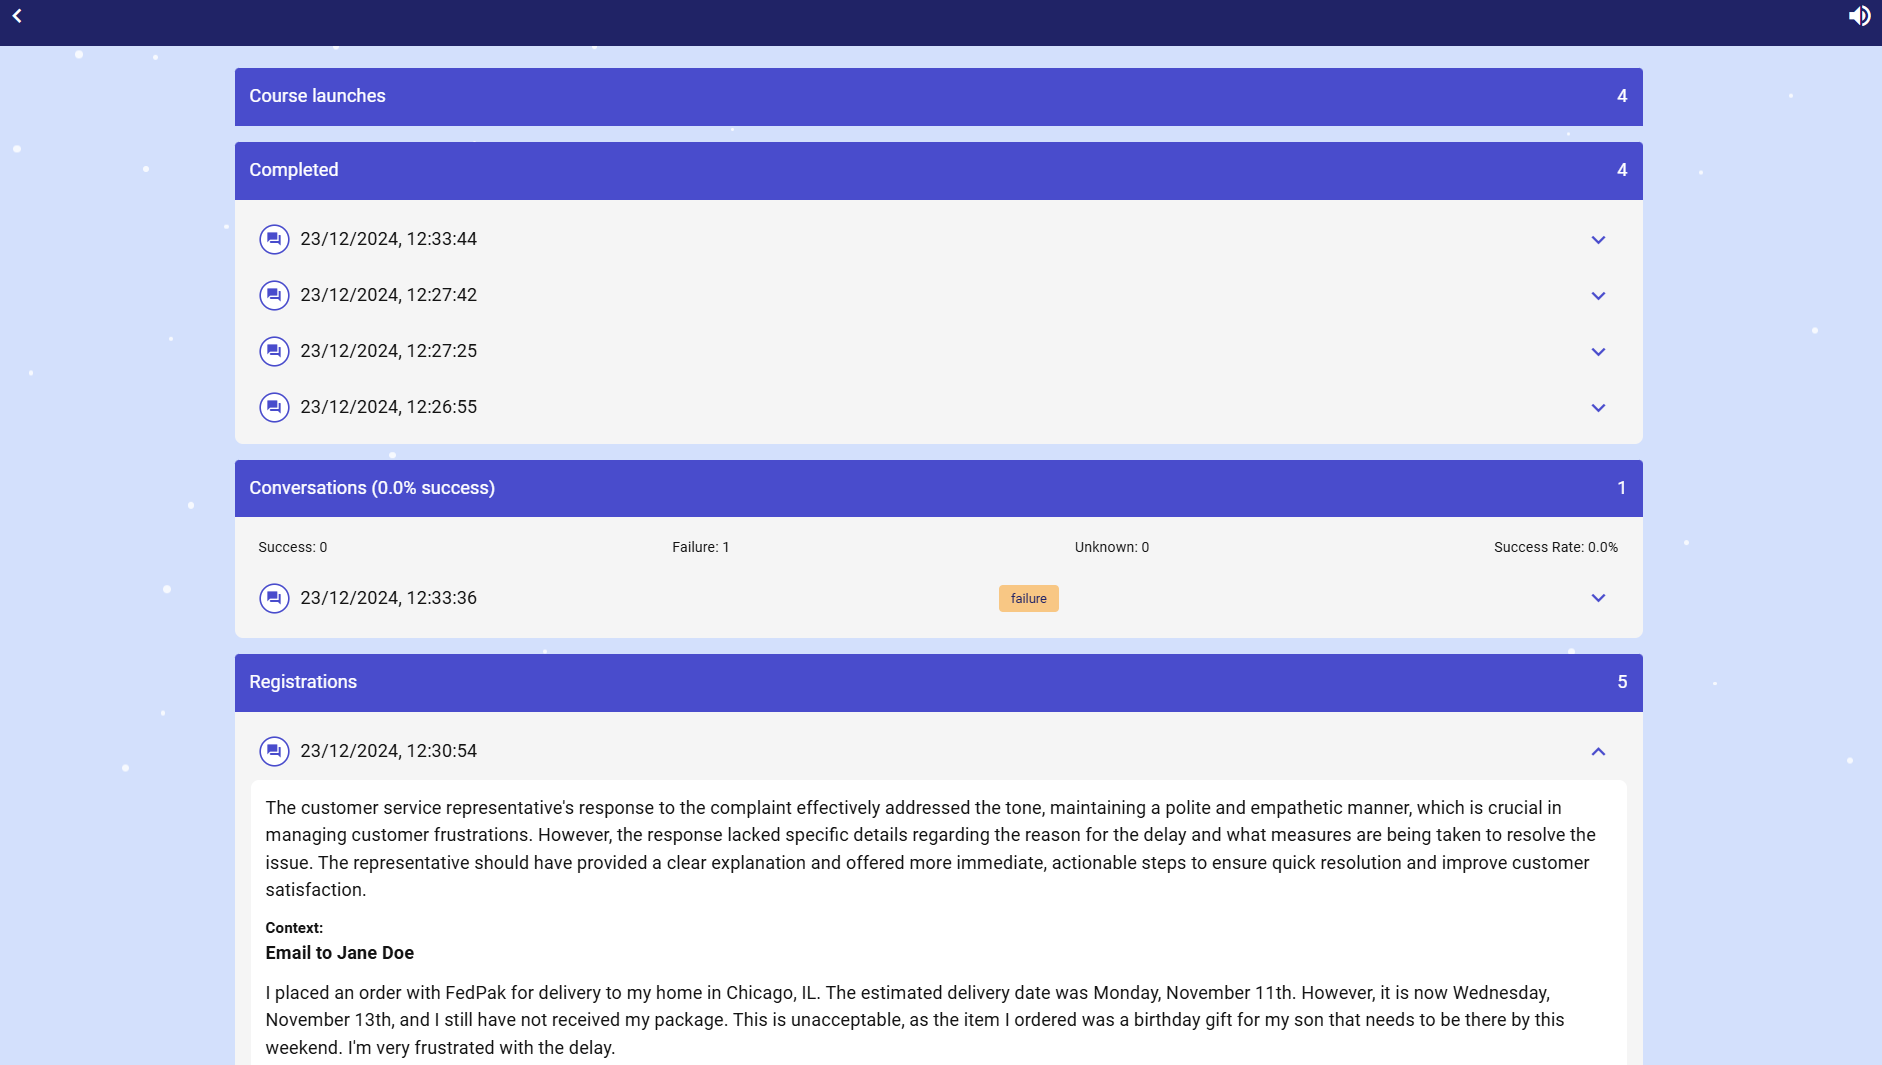 Course launches 4
Completed 4
23/12/2024, 12:33:44
23/12/2024, 12:27:42
23/12/2024, 12:27:25
23/12/2024, 12:26:55
Conversations (0.0% success) 1
Success: 0 Failure: 1 Unknown: 0 Success Rate: 0.0%
23/12/2024, 12:33:36 failure
Registrations 5
23/12/2024, 12:30:54
The customer service representative's response to the complaint effectively addressed the tone, maintaining a polite and empathetic manner, which is crucial in
managing customer frustrations. However, the response lacked specific details regarding the reason for the delay and what measures are being taken to resolve the
issue. The representative should have provided a clear explanation and offered more immediate, actionable steps to ensure quick resolution and improve customer
satisfaction.
Context:
Email to Jane Doe
I placed an order with FedPak for delivery to my home in Chicago, IL. The estimated delivery date was Monday, November 11th. However, it is now Wednesday,
November 13th, and I still have not received my package. This is unacceptable, as the item I ordered was a birthday gift for my son that needs to be there by this
weekend. I'm very frustrated with the delay.